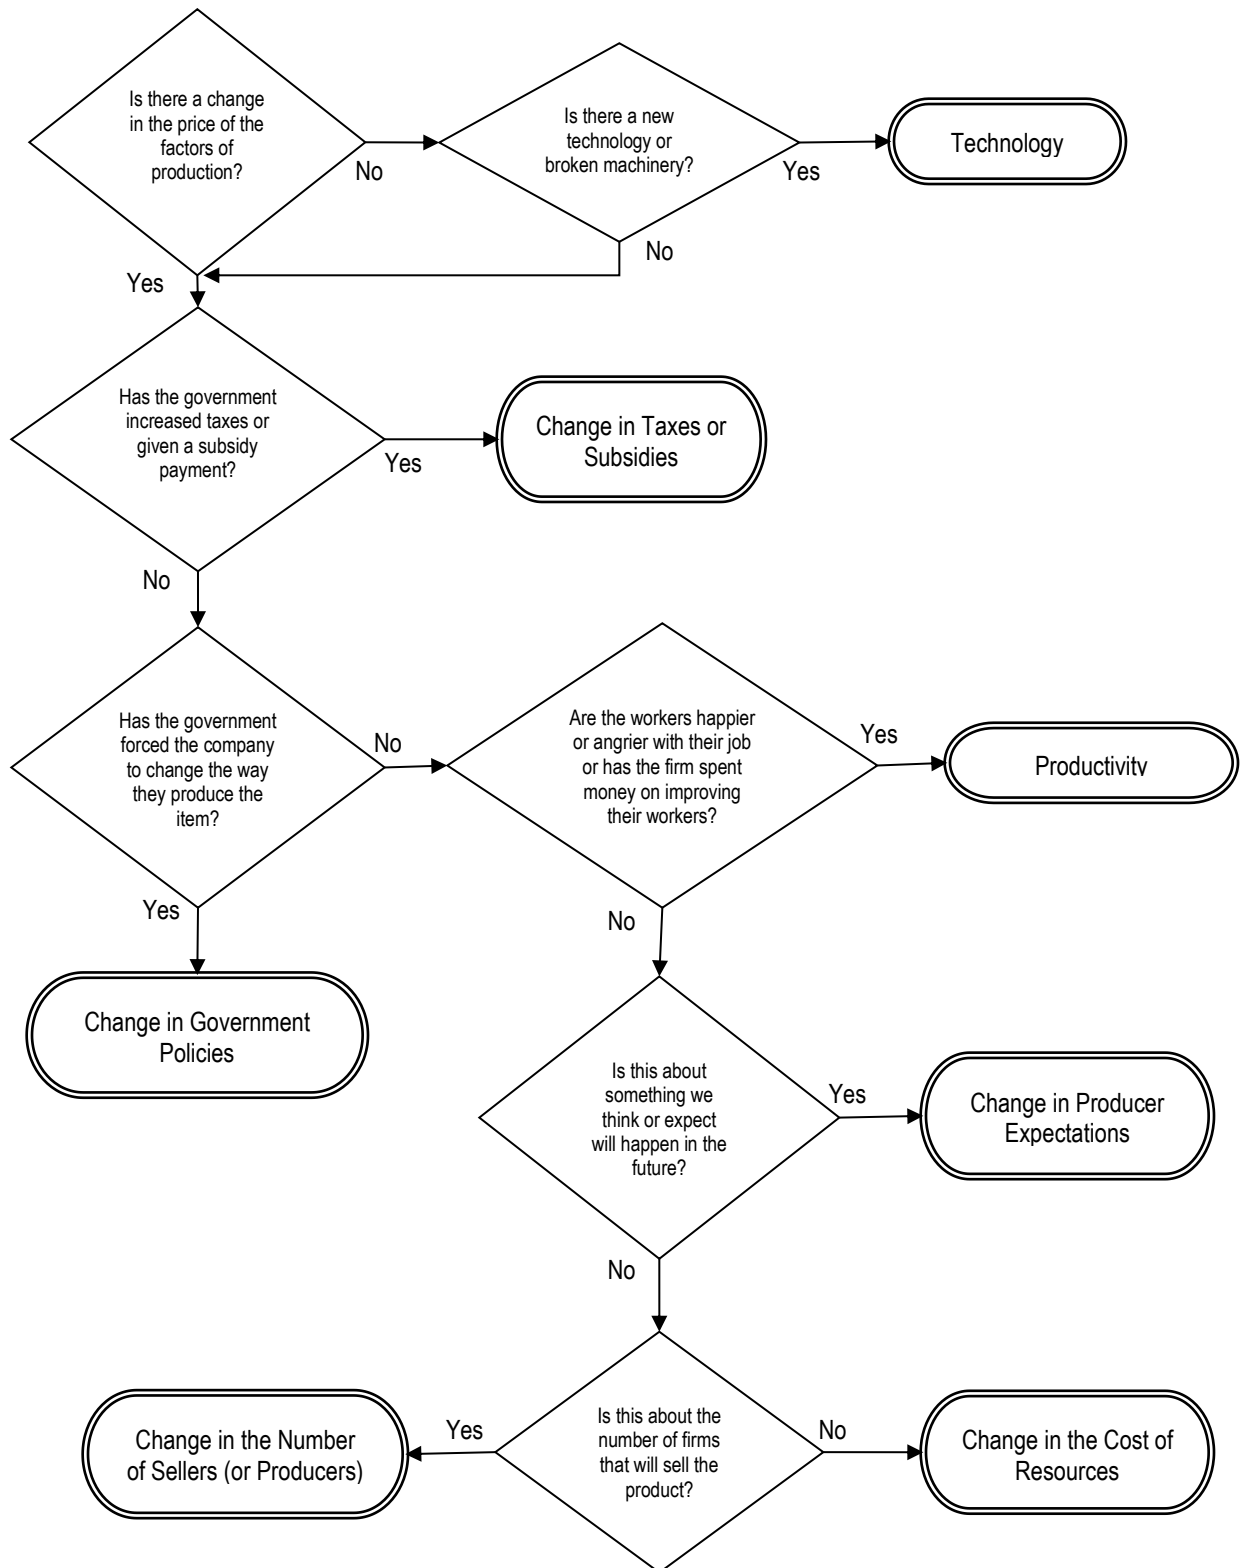 Is there a change
in the price of the
factors of
production?
No
Is there a new
technology or
broken machinery?
Yes
Technology
No
Yes
Has the government
increased taxes or
given a subsidy
payment?
Yes
Change in Taxes or
Subsidies
No
Has the government
forced the company
to change the way
they produce the
item?
No
Are the workers happier
or angrier with their job
or has the firm spent
money on improving
their workers?
Yes
Productivity
Yes
Change in Government
Policies
No
Is this about
something we
think or expect
will happen in the
future?
Yes
Change in Producer
Expectations
No
Is this about the
number of firms
that will sell the
product?
Yes
Change in the Number
of Sellers (or Producers)
No
Change in the Cost of
Resources